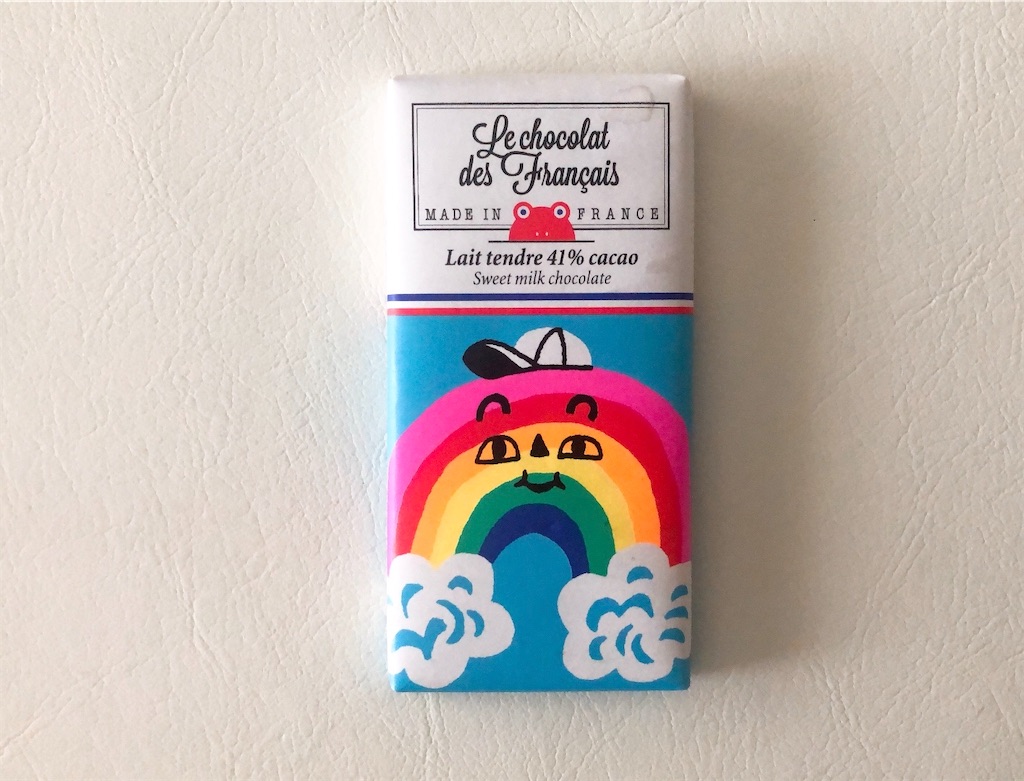 Le chocolat
des Français
MADE IN FRANCE
Lait tendre 41% cacao
Sweet milk chocolate